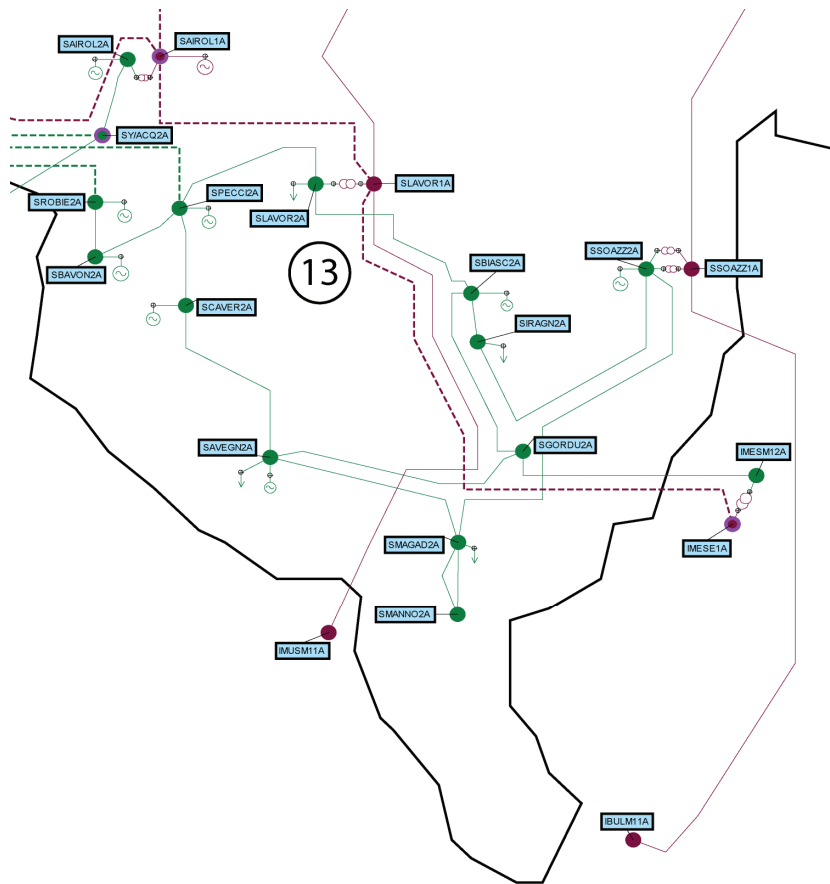 SAIROL2A
SAIROL1A
SY/ACQ2A
SROBIE2A
SPECCI2A
SLAVOR1A
SLAVOR2A
SBAVON2A
13
SBIASC2A
SSOAZZ2A
SSOAZZ1A
SCAVER2A
SIRAGN2A
SAVEGN2A
SGORDU2A
IMESM12A
SMAGAD2A
IMESE1A
SMANNO2A
IMUSM11A
IBULM11A